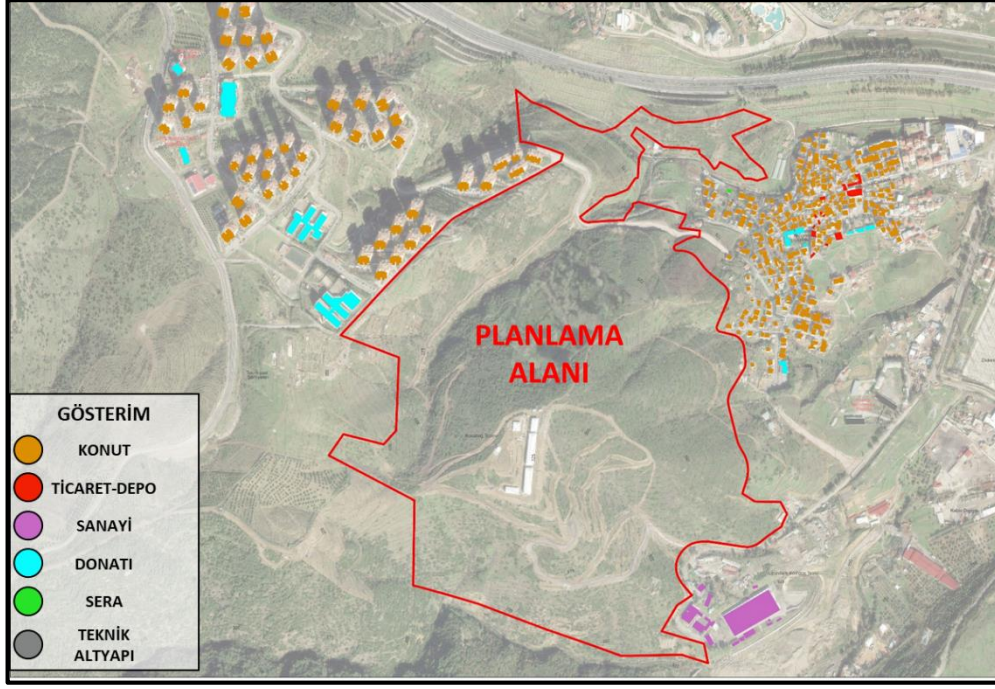 PLANLAMA
ALANI
GÖSTERİM
KONUT
TİCARET-DEPO
SANAYİ
DONATI
SERA
TEKNİK
ALTYAPI